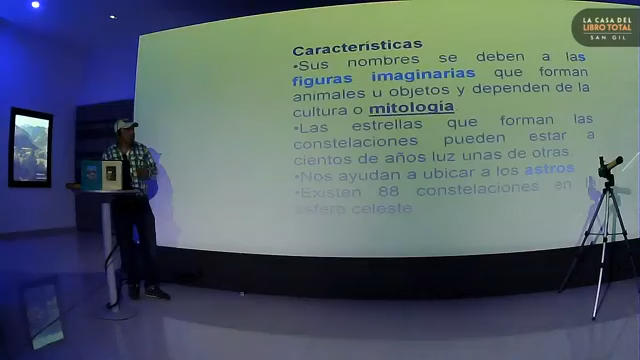 LA CASA DEL
LIBRO TOTAL
SAN GIL
Características
•Sus nombres se deben a las
figuras imaginarias que forman
animales u objetos y dependen de la
cultura o mitología
•Las estrellas que forman las
constelaciones pueden estar a
cientos de años luz unas de otras
•Nos ayudan a ubicar a los astros
•Existen 88 constelaciones en l
esfera celeste